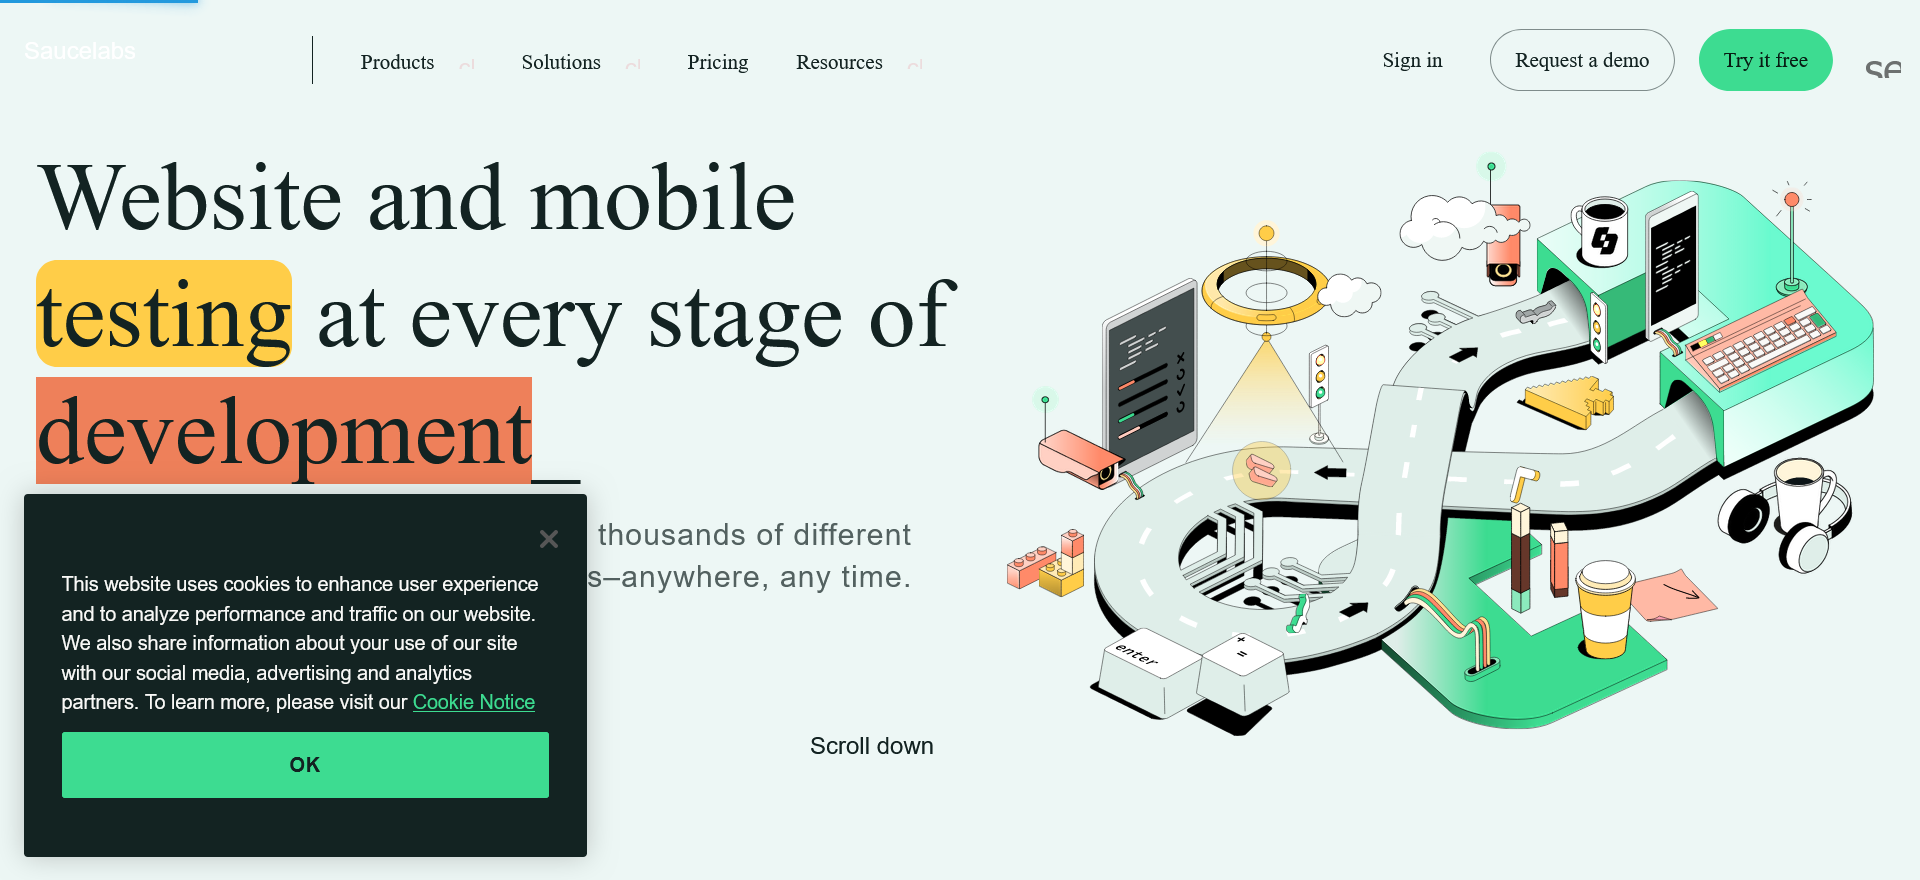 Saucelabs
Products
Solutions
Pricing
Resources
Sign in
Request a demo
Try it free
Website and mobile
testing at every stage of
development_
thousands of different
s–anywhere, any time.
This website uses cookies to enhance user experience
and to analyze performance and traffic on our website.
We also share information about your use of our site
with our social media, advertising and analytics
partners. To learn more, please visit our Cookie Notice
OK
Scroll down
enter
+
=